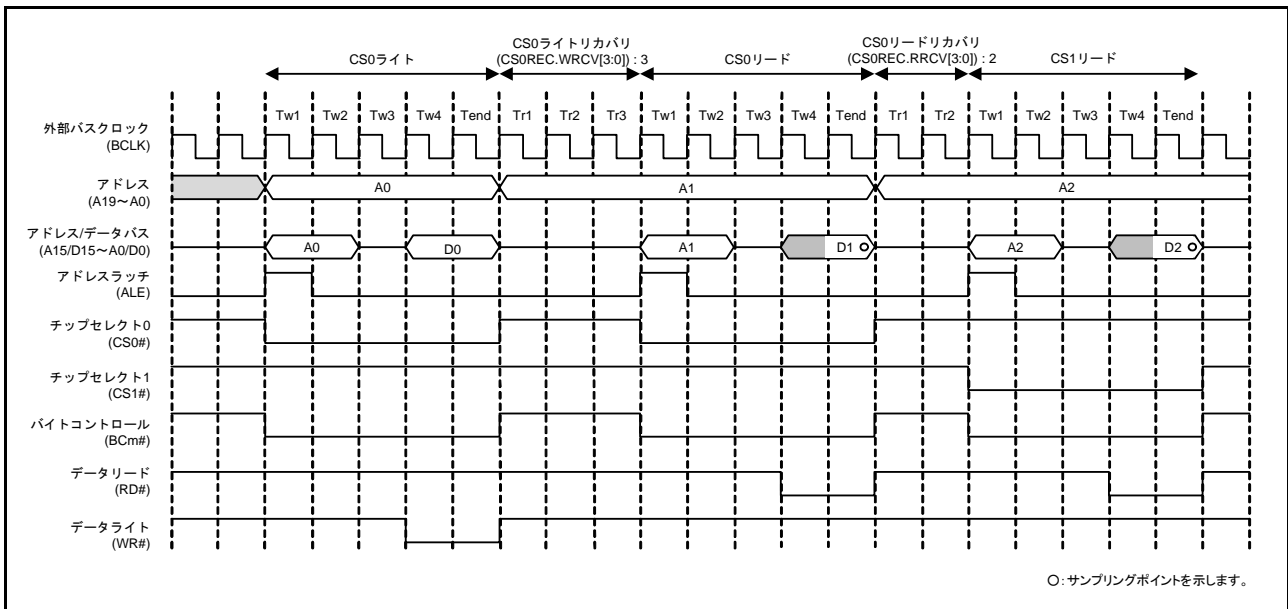 CS0ライト
CS0ライトリカバリ
(CS0REC.WRCV[3:0]) : 3
CS0リード
CS0リードリカバリ
(CS0REC.RRCV[3:0]) : 2
CS1リード
Tw1 Tw2 Tw3 Tw4 Tend Tr1 Tr2 Tr3 Tw1 Tw2 Tw3 Tw4 Tend Tr1 Tr2 Tw1 Tw2 Tw3 Tw4 Tend
外部バスクロック
(BCLK)
アドレス
(A19～A0)
A0 A1 A2
アドレス/データバス
(A15/D15～A0/D0)
A0 D0 A1 D1 A2 D2
アドレスラッチ
(ALE)
チップセレクト0
(CS0#)
チップセレクト1
(CS1#)
バイトコントロール
(BCm#)
データリード
(RD#)
データライト
(WR#)
○: サンプリングポイントを示します。